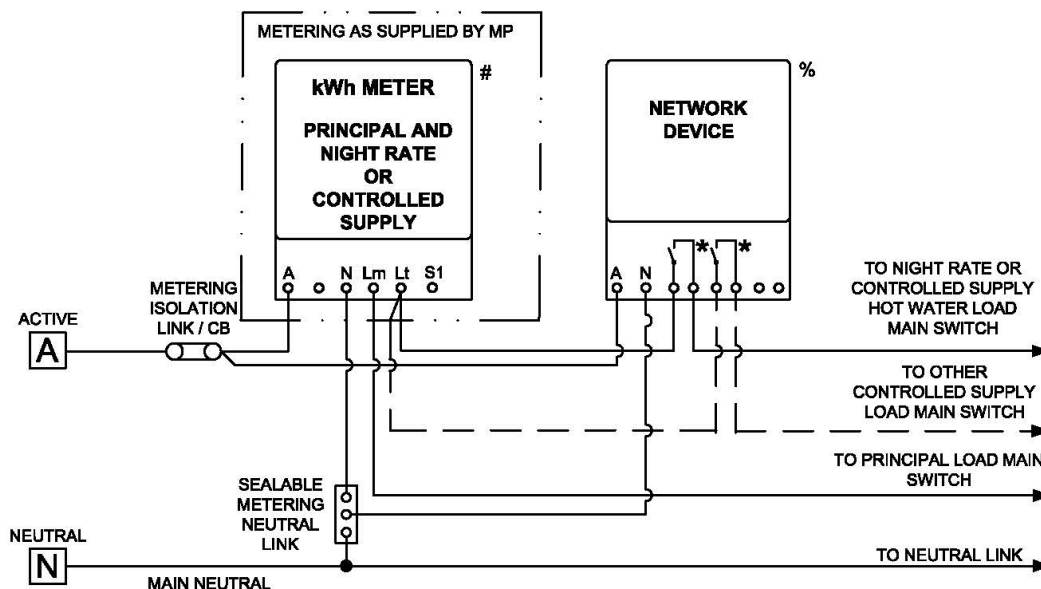 METERING AS SUPPLIED BY MP
#
kWh METER
PRINCIPAL AND
NIGHT RATE
OR
CONTROLLED
SUPPLY
A
N
Lm
Lt
S1
%
NETWORK
DEVICE
*
*
A
N
METERING
ISOLATION
LINK / CB
ACTIVE
A
TO NIGHT RATE OR
CONTROLLED SUPPLY
HOT WATER LOAD
MAIN SWITCH
TO OTHER
CONTROLLED SUPPLY
LOAD MAIN SWITCH
TO PRINCIPAL LOAD MAIN
SWITCH
SEALABLE
METERING
NEUTRAL
LINK
NEUTRAL
N
MAIN NEUTRAL
TO NEUTRAL LINK